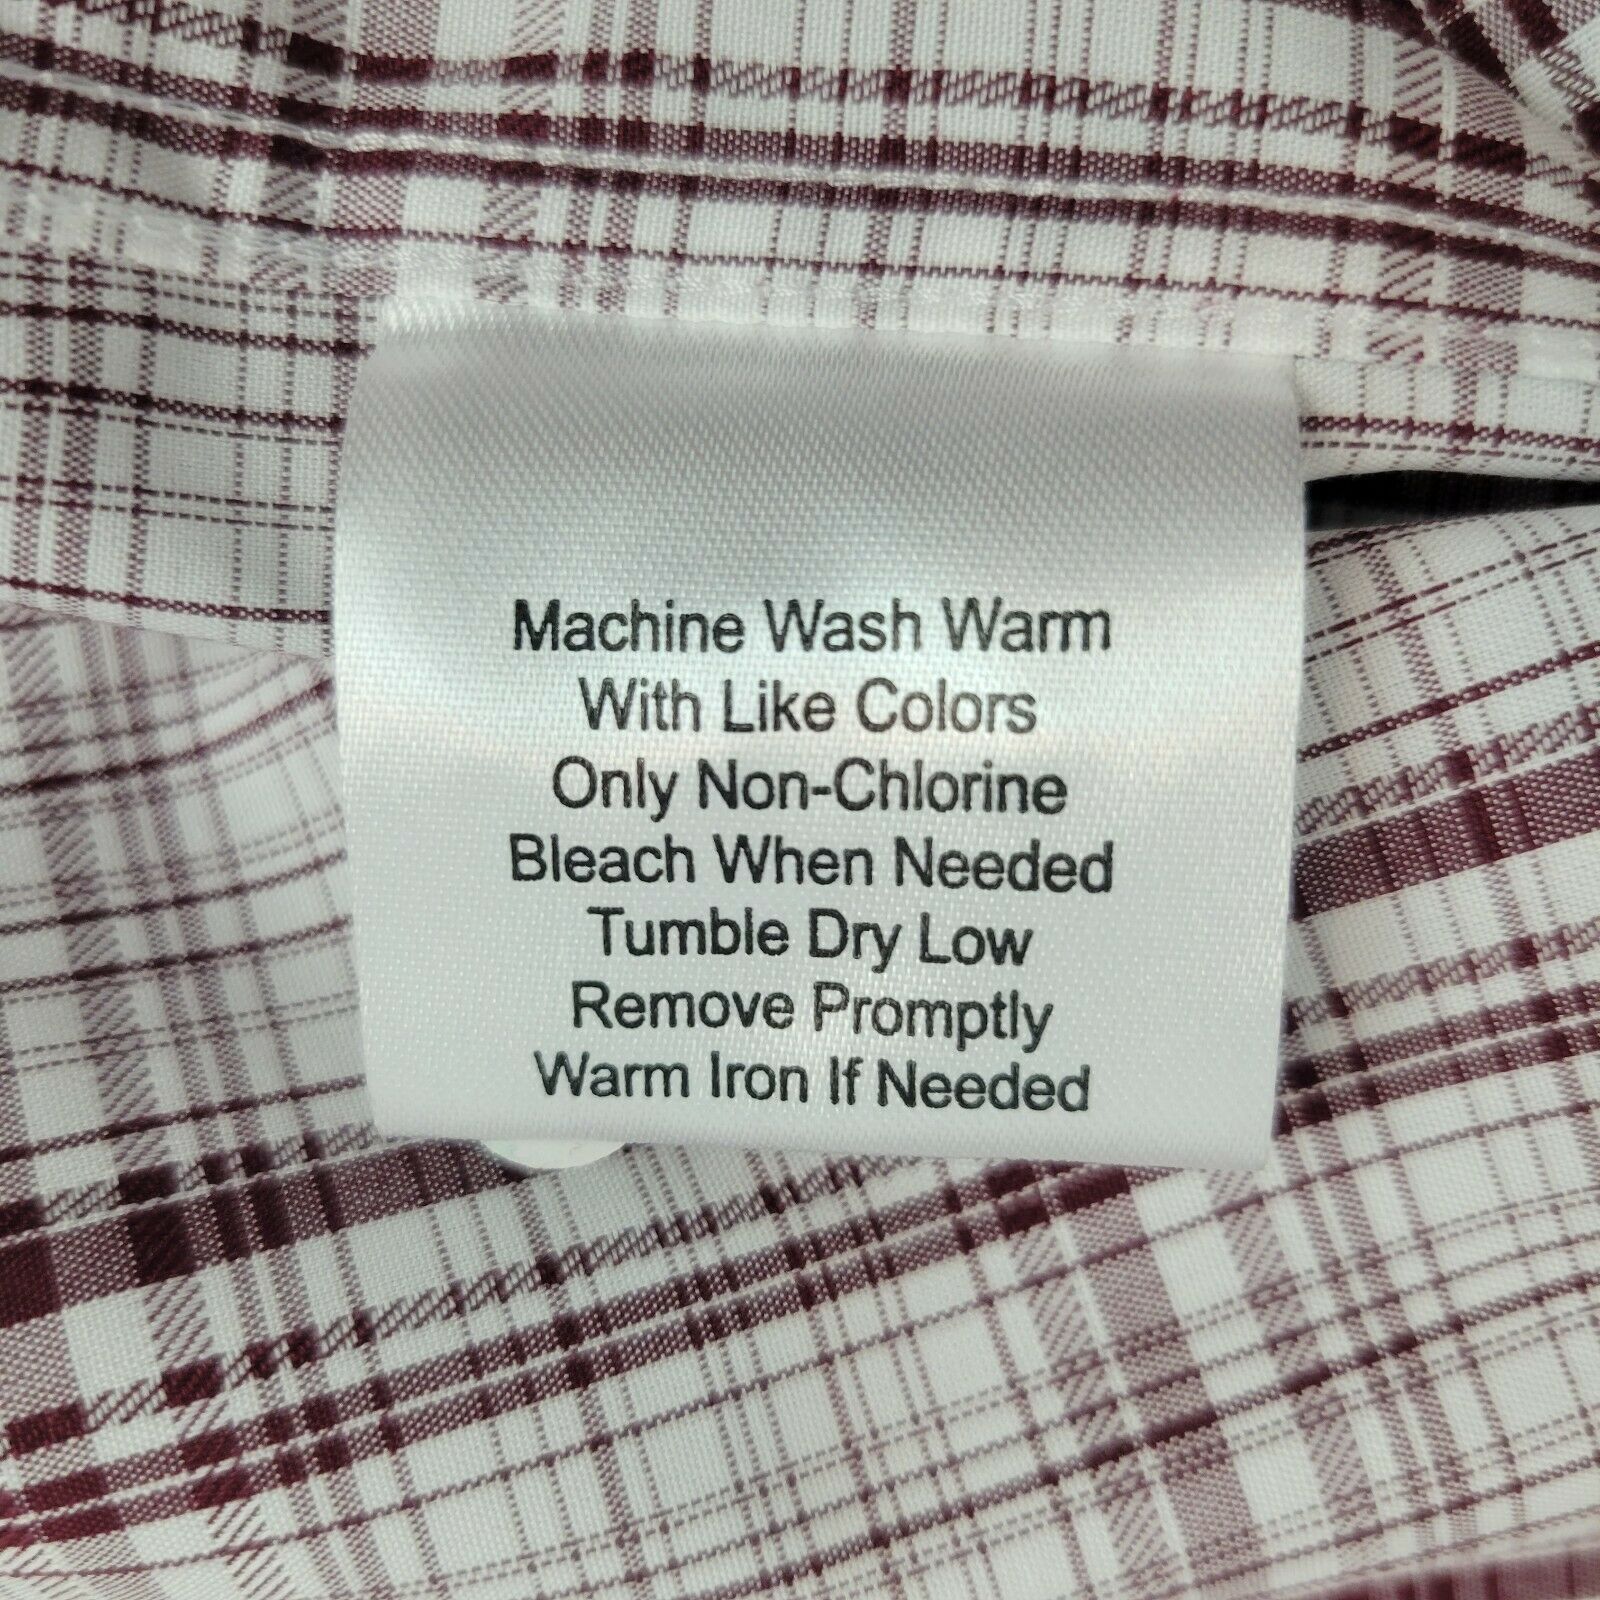 Machine Wash Warm
With Like Colors
Only Non-Chlorine
Bleach When Needed
Tumble Dry Low
Remove Promptly
Warm Iron If Needed